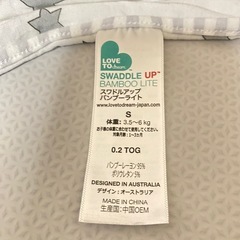 LOVE
TO dream
SWADDLE UP™
BAMBOO LITE
スワドルアップ
バンブーライト
www.lovetodream-japan.com
S
体重: 3.5~6 kg
0.2 TOG
バンブーレーヨン 95%
ポリウレタン 5%
DESIGNED IN AUSTRALIA
デザイン：オーストラリア
MADE IN CHINA
生産国：中国OEM